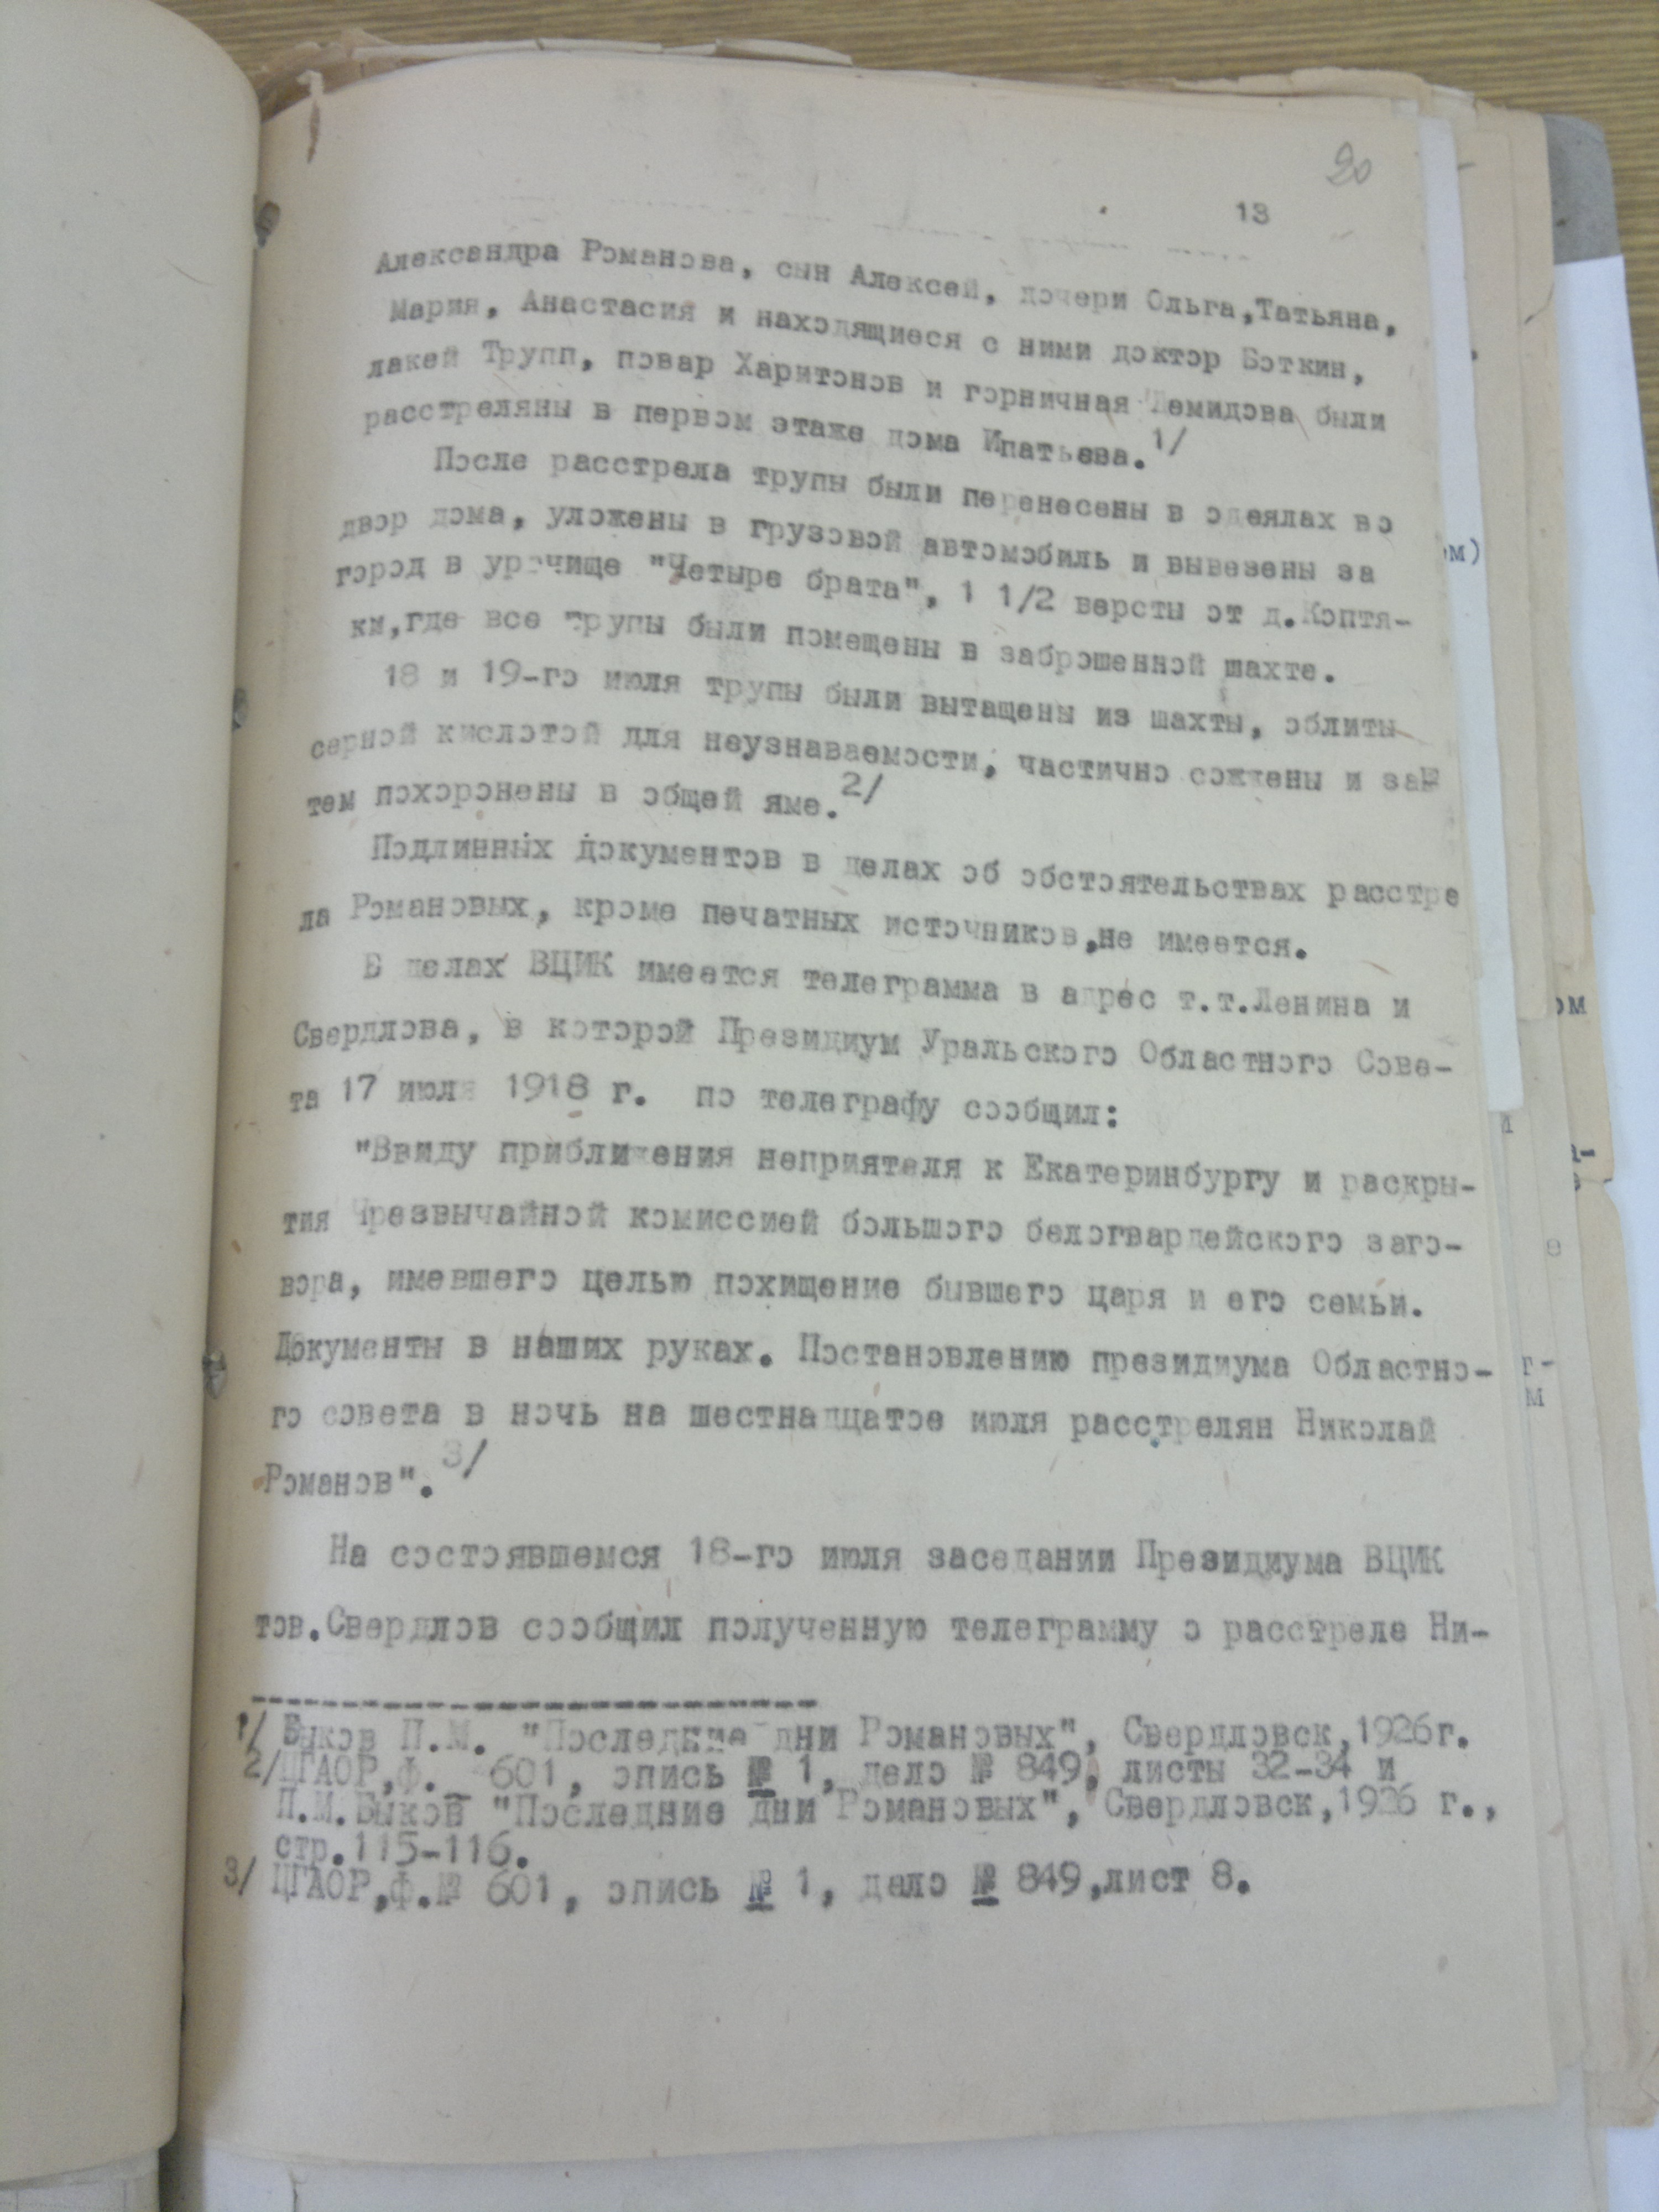 20
13
Александра Романова, сын Алексей, дочери Ольга,Татьяна,
Мария, Анастасия и находящиеся с ними доктор Боткин,
лакей Трупп, повар Харитонов и горничная Демидова были
расстреляны в первом этаже дома Ипатьева.1/
После расстрела трупы были перенесены в одеялах во
двор дома, уложены в грузовой автомобиль и вывезены за
город в урочище "Четыре брата", 1 1/2 версты от д.Коптя-
ки,где все трупы были помещены в заброшенной шахте.
18 и 19-го июля трупы были вытащены из шахты, облиты
серной кислотой для неузнаваемости, частично сожжены и за
тем похоронены в общей яме.2/
Подлинных документов в делах об обстоятельствах расстре
ла Романовых, кроме печатных источников,не имеется.
В делах ВЦИК имеется телеграмма в адрес т.т.Ленина и
Свердлова, в которой Президиум Уральского Областного Сове-
та 17 июля 1918 г. по телеграфу сообщил:
"Ввиду приближения неприятеля к Екатеринбургу и раскры-
тия Чрезвычайной комиссией большого белогвардейского заго-
вора, имевшего целью похищение бывшего царя и его семьи.
Документы в наших руках. Постановлению президиума Областно-
го совета в ночь на шестнадцатое июля расстрелян Николай
Романов".3/
На состоявшемся 18-го июля заседании Президиума ВЦИК
тов.Свердлов сообщил полученную телеграмму о расстреле Ни-
1/ Быков П.М. "Последние дни Романовых", Свердловск,1926г.
2/ЦГАОР,ф. 601, опись № 1, дело № 849, листы 32-34 и
П.М.Быков "Последние дни Романовых", Свердловск,1926 г.,
стр.115-116.
3/ ЦГАОР,ф.№ 601, опись № 1, дело № 849,лист 8.